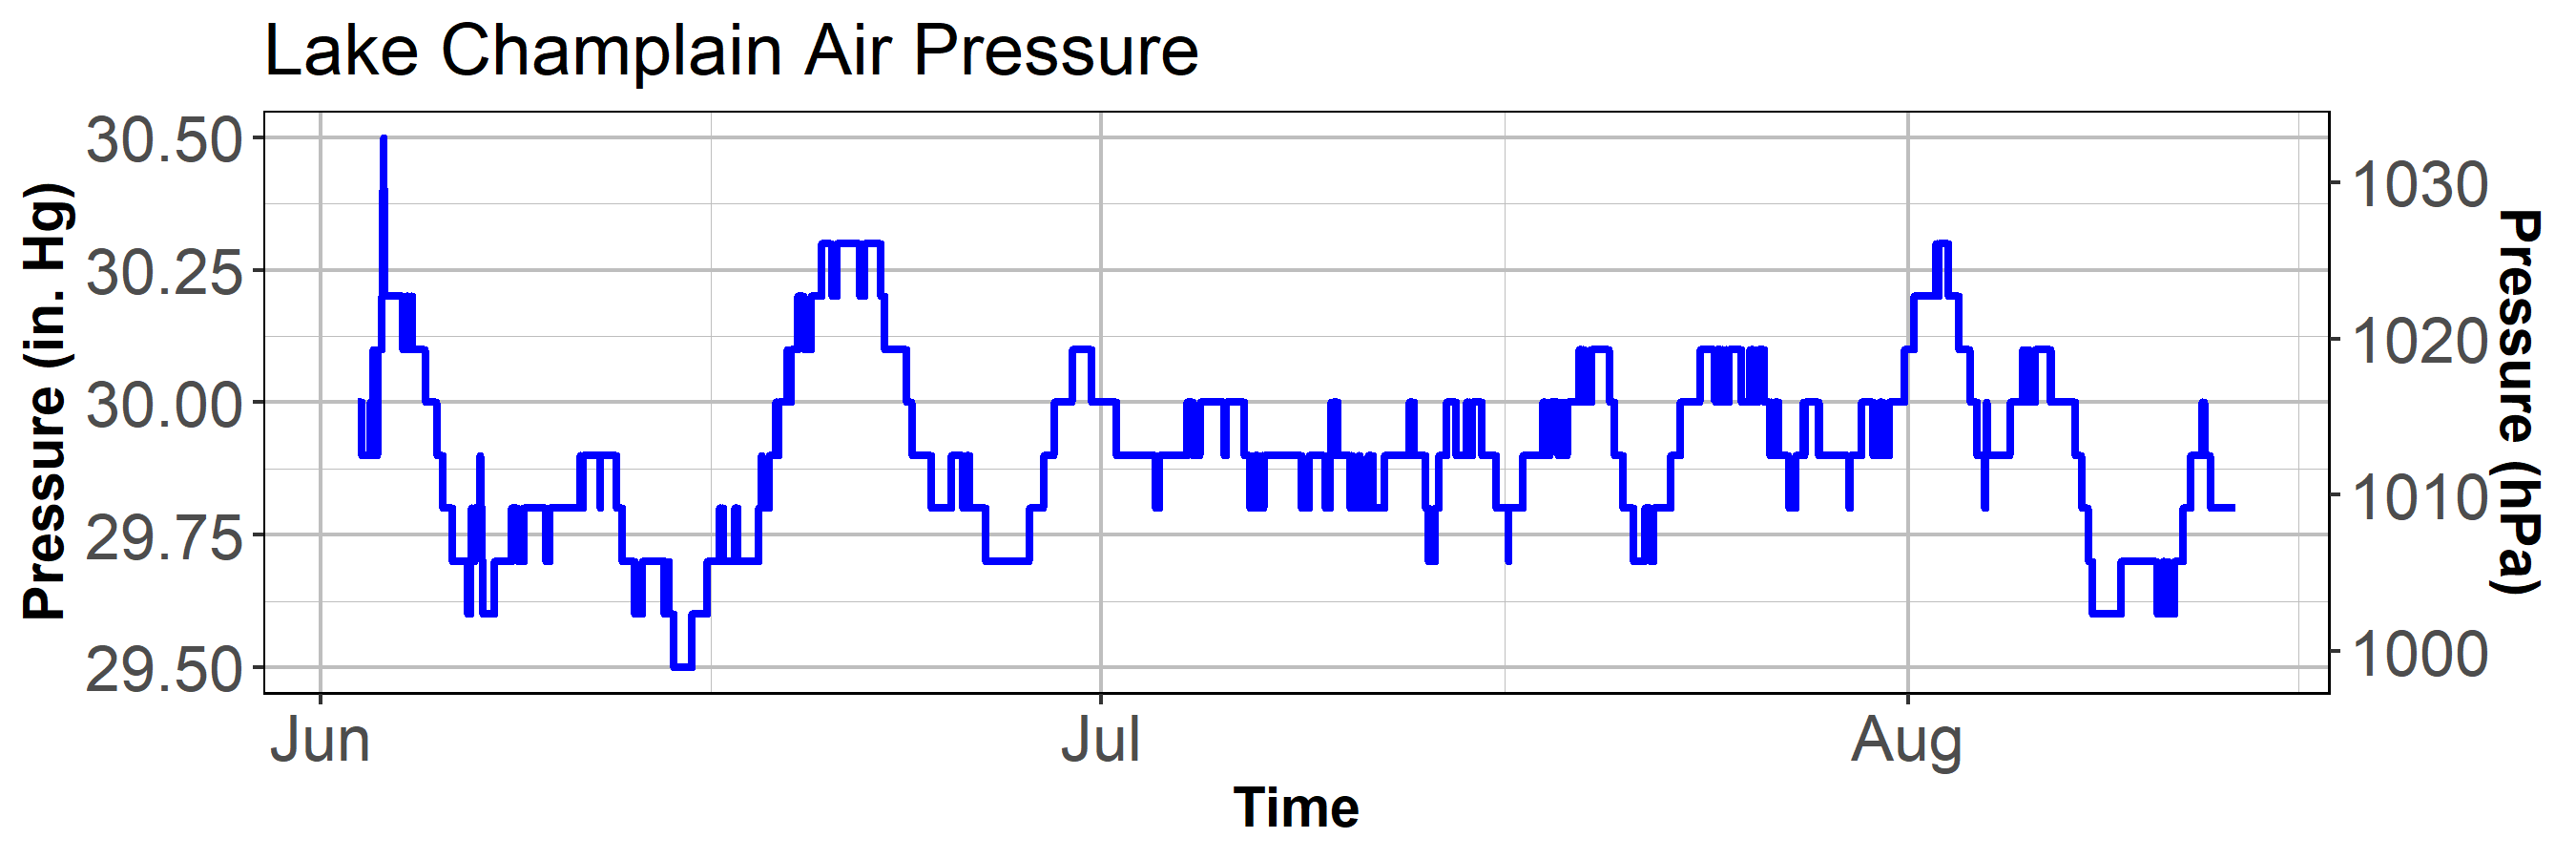 Lake Champlain Air Pressure
Pressure (in. Hg)
30.50
30.25
30.00
29.75
29.50
1030
1020
1010
1000
Pressure (hPa)
Jun Jul Aug
Time